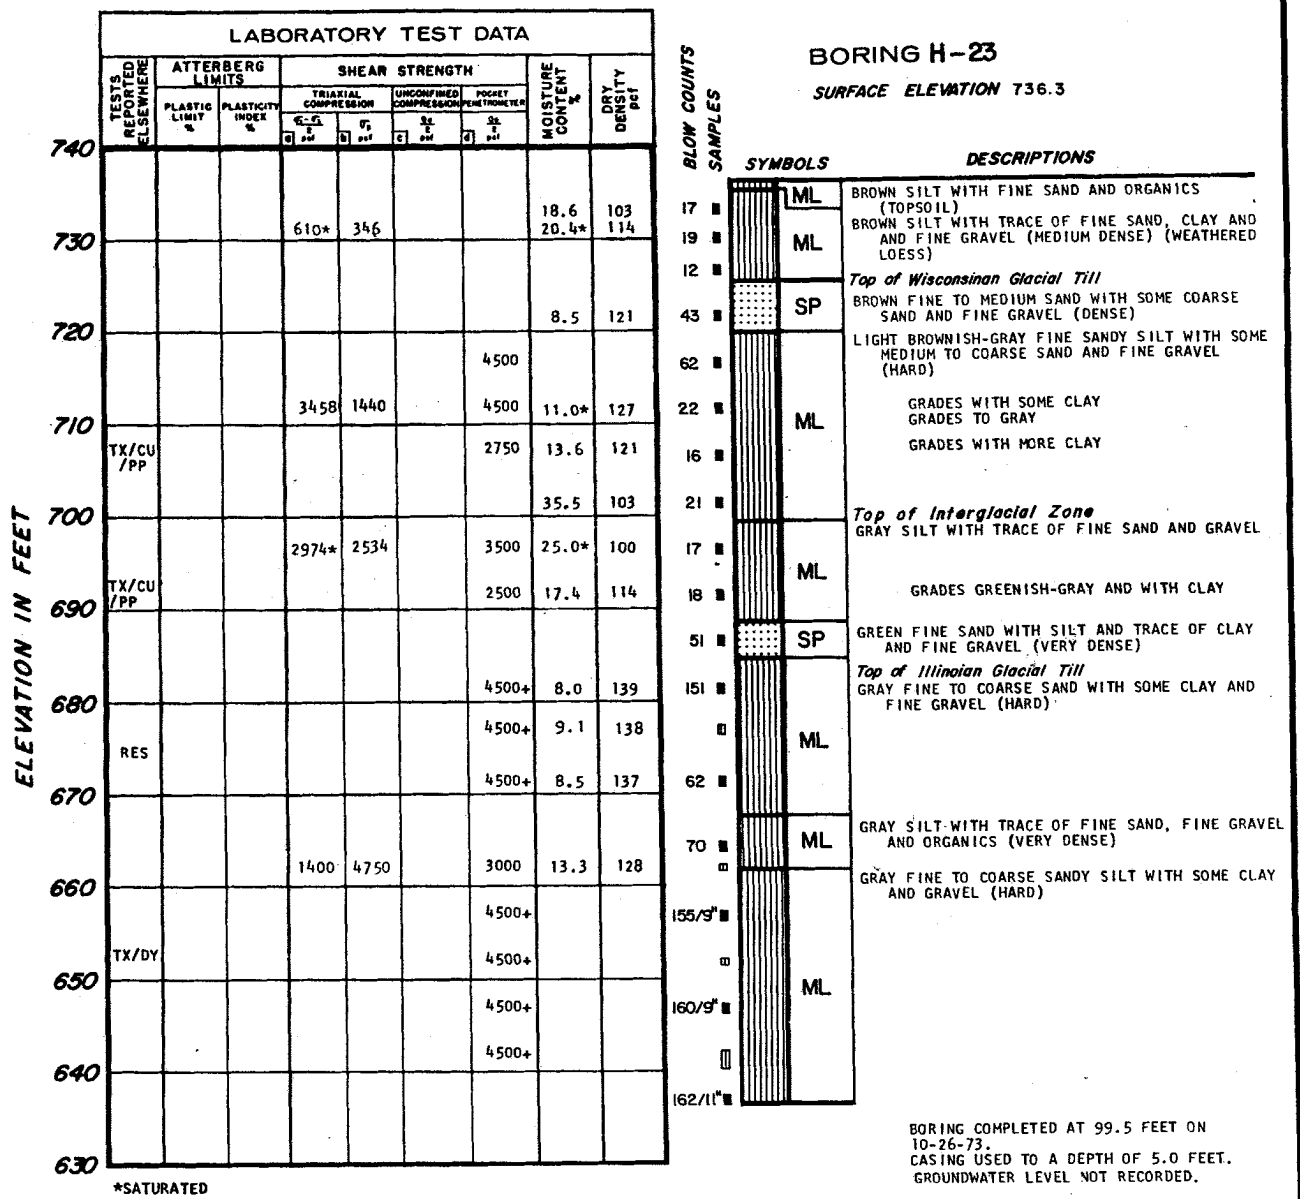 LABORATORY TEST DATA
TESTS REPORTED ELSEWHERE
ATTERBERG LIMITS
SHEAR STRENGTH
MOISTURE CONTENT %
DRY DENSITY pcf
PLASTIC LIMIT %
PLASTICITY INDEX %
TRIAXIAL COMPRESSION
UNCONFINED COMPRESSION
POCKET PENETROMETER
a
b
c
d
psf
BLOW COUNTS
SAMPLES
BORING H-23
SURFACE ELEVATION 736.3
SYMBOLS
DESCRIPTIONS
ELEVATION IN FEET
740
ML BROWN SILT WITH FINE SAND AND ORGANICS
(TOPSOIL)
18.6 103 17
610* 346 20.4* 114
730
19 ML BROWN SILT WITH TRACE OF FINE SAND, CLAY AND
AND FINE GRAVEL (MEDIUM DENSE) (WEATHERED
LOESS)
12
Top of Wisconsinan Glacial Till
8.5 121 43 SP BROWN FINE TO MEDIUM SAND WITH SOME COARSE
SAND AND FINE GRAVEL (DENSE)
720
LIGHT BROWNISH-GRAY FINE SANDY SILT WITH SOME
MEDIUM TO COARSE SAND AND FINE GRAVEL
(HARD)
4500 62
3458 1440 4500 11.0* 127 22 GRADES WITH SOME CLAY
GRADES TO GRAY
710
ML
TX/CU
/PP
2750 13.6 121 16 GRADES WITH MORE CLAY
35.5 103 21
700
Top of Interglacial Zone
GRAY SILT WITH TRACE OF FINE SAND AND GRAVEL
2974* 2534 3500 25.0* 100 17
ML
TX/CU
/PP
2500 17.4 114 18 GRADES GREENISH-GRAY AND WITH CLAY
690
51 SP GREEN FINE SAND WITH SILT AND TRACE OF CLAY
AND FINE GRAVEL (VERY DENSE)
Top of Illinoian Glacial Till
4500+ 8.0 139 151 GRAY FINE TO COARSE SAND WITH SOME CLAY AND
FINE GRAVEL (HARD)
680
4500+ 9.1 138
ML
RES
4500+ 8.5 137 62
670
70 ML GRAY SILT WITH TRACE OF FINE SAND, FINE GRAVEL
AND ORGANICS (VERY DENSE)
1400 4750 3000 13.3 128
660
GRAY FINE TO COARSE SANDY SILT WITH SOME CLAY
AND GRAVEL (HARD)
4500+ 155/9"
TX/DY 4500+
650
ML
4500+ 160/9"
4500+
640
162/11"
630
BORING COMPLETED AT 99.5 FEET ON
10-26-73.
CASING USED TO A DEPTH OF 5.0 FEET.
GROUNDWATER LEVEL NOT RECORDED.
*SATURATED